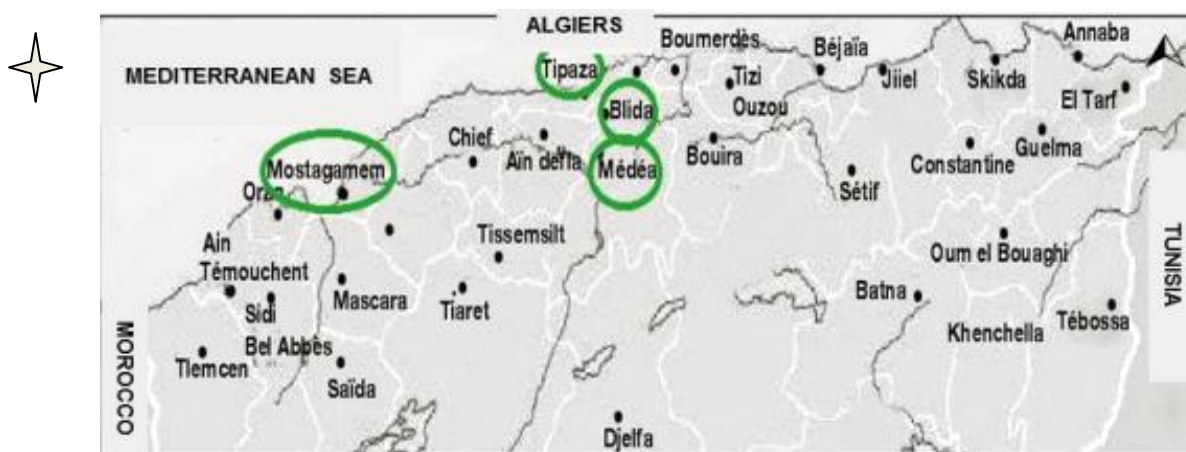 ALGIERS
MEDITERRANEAN SEA
Tipaza
Boumerdès
Tizi
Ouzou
Béjaïa
Jiiel
Skikda
Annaba
El Tarf
Blida
Médéa
Chief
Aïn defla
Bouira
Mostagamem
Oran
Constantine
Guelma
Sétif
Ain
Témouchent
Sidi
Bel Abbès
Mascara
Tissemsilt
Tiaret
Oum el Bouaghi
Batna
Khenchella
Tébossa
Tlemcen
Saïda
Djelfa
MOROCCO
TUNISIA